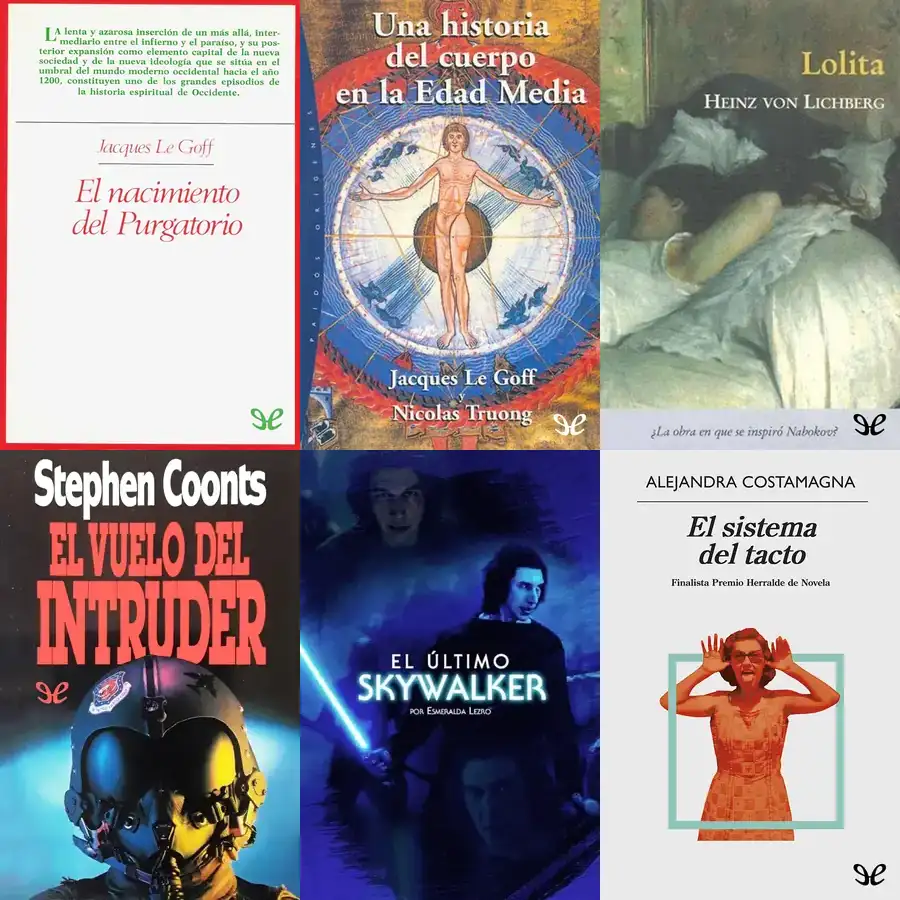 LA lenta y azarosa inserción de un más allá, inter-
mediario entre el infierno y el paraíso, y su pos-
terior expansión como elemento capital de la nueva
sociedad y de la nueva ideología que se sitúa en el
umbral del mundo moderno occidental hacia el año
1200, constituyen uno de los grandes episodios de
la historia espiritual de Occidente.
Jacques Le Goff
El nacimiento
del Purgatorio
Una historia
del cuerpo
en la Edad Media
PAIDÓS ORÍGENES
Jacques Le Goff
y
Nicolas Truong
Lolita
HEINZ VON LICHBERG
¿La obra en que se inspiró Nabokov?
Stephen Coonts
EL VUELO DEL
INTRUDER
EL ÚLTIMO
SKYWALKER
POR ESMERALDA LEZRO
ALEJANDRA COSTAMAGNA
El sistema
del tacto
Finalista Premio Herralde de Novela